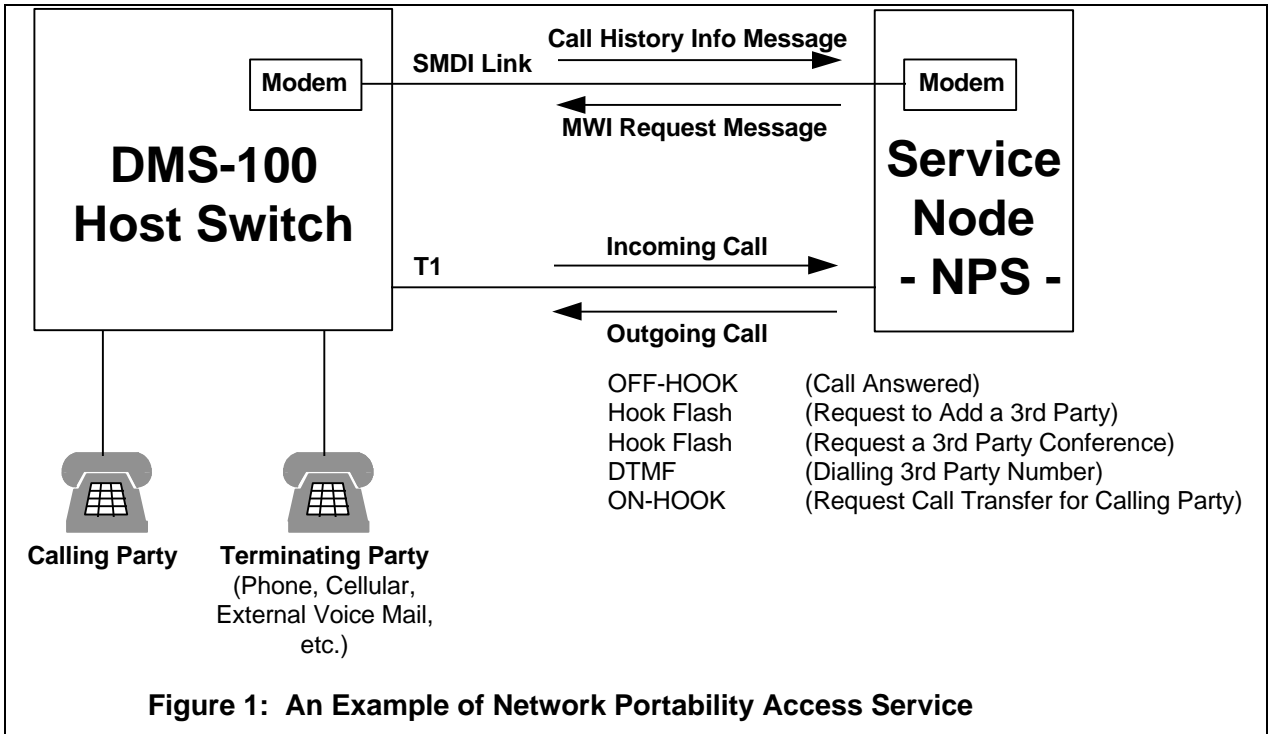 Call History Info Message
SMDI Link
Modem
Modem
MWI Request Message
DMS-100
Host Switch
Service
Node
- NPS -
Incoming Call
T1
Outgoing Call
OFF-HOOK (Call Answered)
Hook Flash (Request to Add a 3rd Party)
Hook Flash (Request a 3rd Party Conference)
DTMF (Dialling 3rd Party Number)
ON-HOOK (Request Call Transfer for Calling Party)
Calling Party
Terminating Party
(Phone, Cellular,
External Voice Mail,
etc.)
Figure 1: An Example of Network Portability Access Service